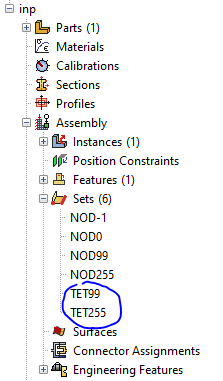 inp
Parts (1)
Materials
Calibrations
Sections
Profiles
Assembly
Instances (1)
Position Constraints
Features (1)
Sets (6)
NOD-1
NOD0
NOD99
NOD255
TET99
TET255
Surfaces
Connector Assignments
Engineering Features